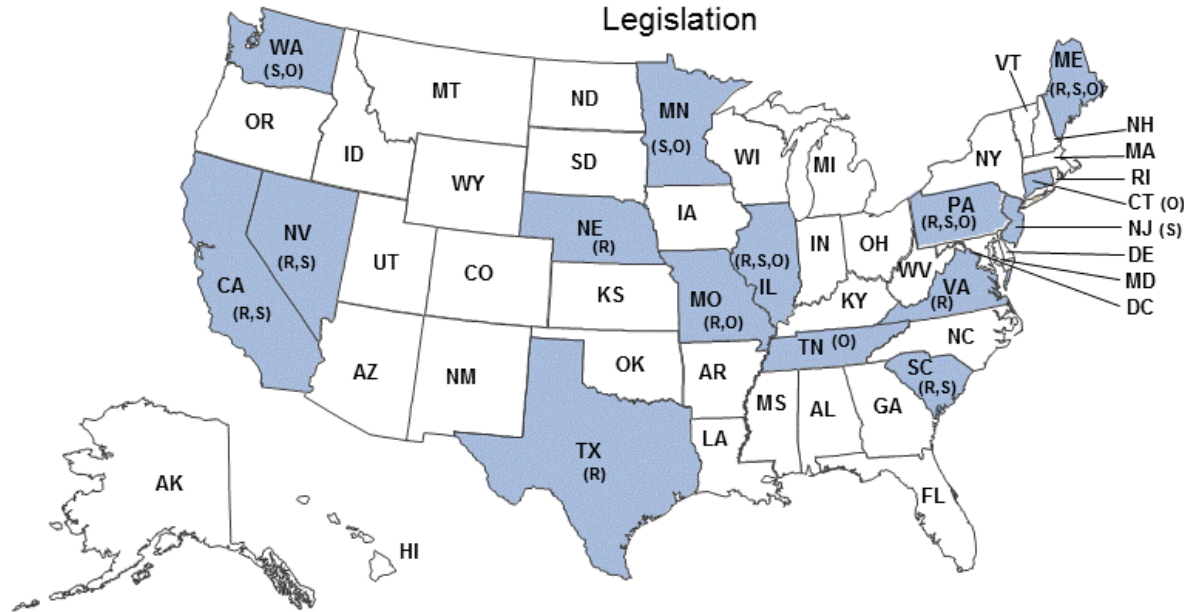 Legislation
WA
(S,O)
MT
ND
MN
(S,O)
VT
ME
(R,S,O)
OR
ID
SD
WI
MI
NY
NH
MA
RI
CT (O)
NJ (S)
DE
MD
DC
WY
IA
PA
(R,S,O)
NV
(R,S)
NE
(R)
(R,S,O)
IL
IN
OH
UT
CO
WV
VA
(R)
CA
(R,S)
KS
MO
(R,O)
KY
TN (O)
NC
AZ
NM
OK
AR
SC
(R,S)
MS
AL
GA
TX
(R)
LA
AK
FL
HI